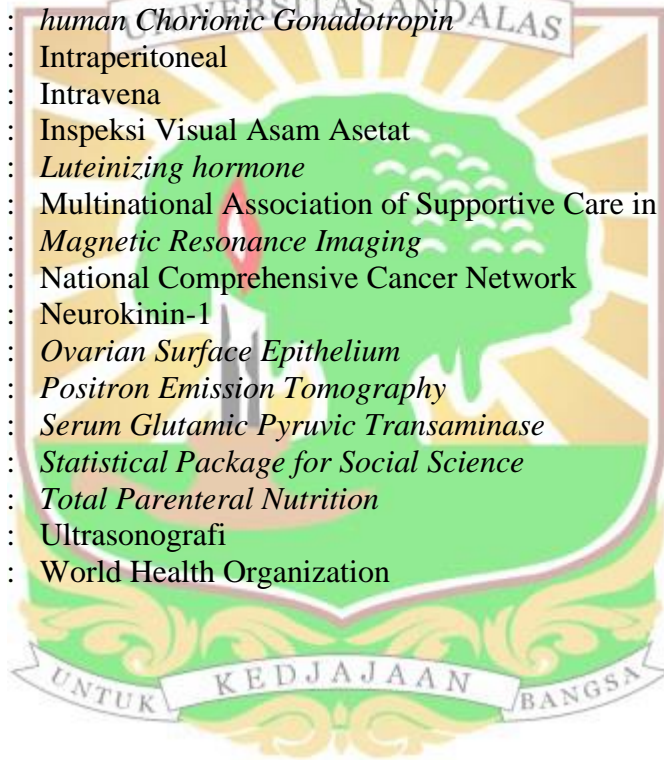 UNIVERSITAS ANDALAS
: human Chorionic Gonadotropin
: Intraperitoneal
: Intravena
: Inspeksi Visual Asam Asetat
: Luteinizing hormone
: Multinational Association of Supportive Care in
: Magnetic Resonance Imaging
: National Comprehensive Cancer Network
: Neurokinin-1
: Ovarian Surface Epithelium
: Positron Emission Tomography
: Serum Glutamic Pyruvic Transaminase
: Statistical Package for Social Science
: Total Parenteral Nutrition
: Ultrasonografi
: World Health Organization
UNTUK KEDJAJAAN BANGSA